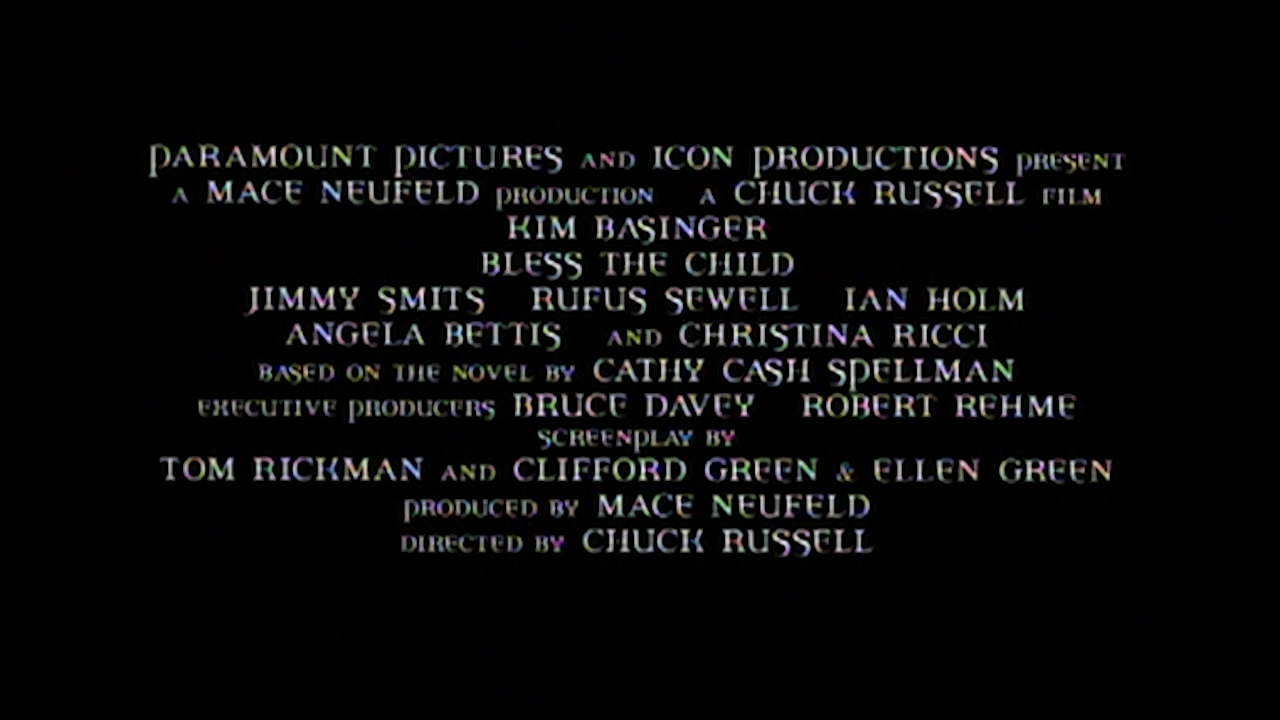 PARAMOUNT PICTURES AND ICON PRODUCTIONS PRESENT
A MACE NEUFELD PRODUCTION A CHUCK RUSSELL FILM
KIM BASINGER
BLESS THE CHILD
JIMMY SMITS RUFUS SEWELL IAN HOLM
ANGELA BETTIS AND CHRISTINA RICCI
BASED ON THE NOVEL BY CATHY CASH SPELLMAN
EXECUTIVE PRODUCERS BRUCE DAVEY ROBERT REHME
SCREENPLAY BY
TOM RICKMAN AND CLIFFORD GREEN & ELLEN GREEN
PRODUCED BY MACE NEUFELD
DIRECTED BY CHUCK RUSSELL